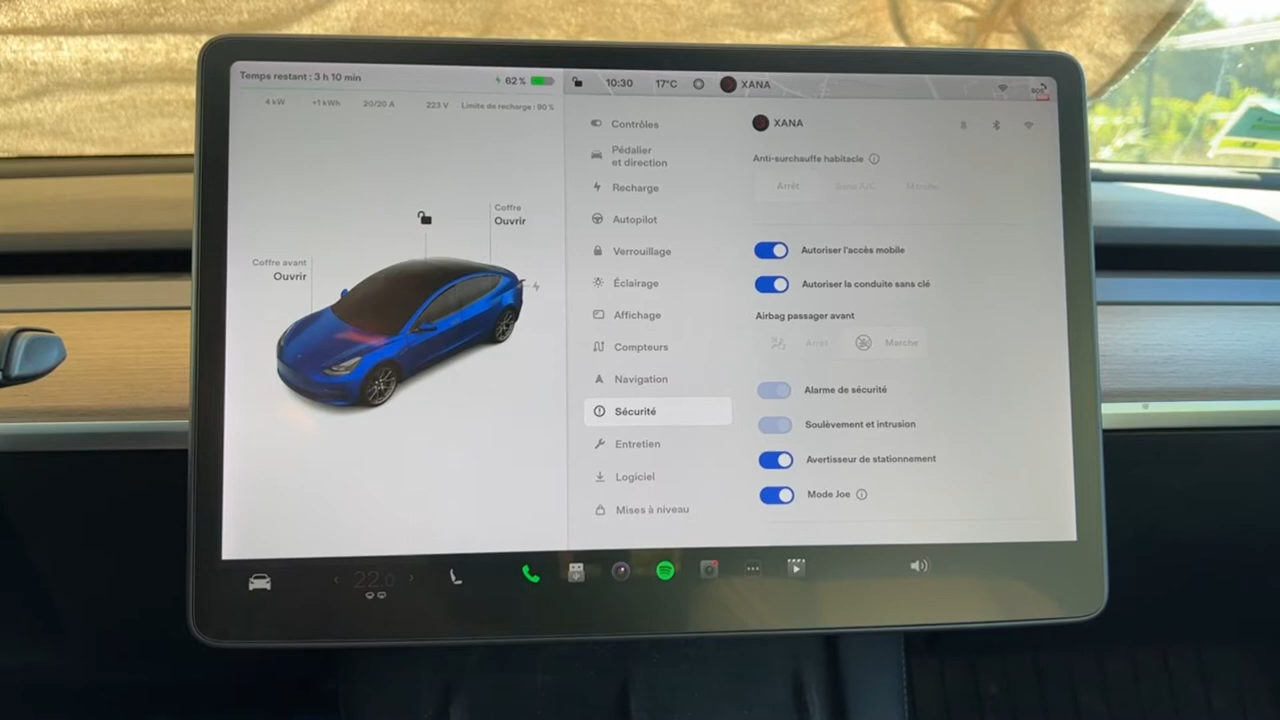 Temps restant : 3 h 10 min
62 %
4 kW
+1 kWh
20/20 A
223 V
Limite de recharge : 90 %
Coffre
Ouvrir
Coffre avant
Ouvrir
10:30
17°C
XANA
SOS
Contrôles
Pédalier
et direction
Recharge
Autopilot
Verrouillage
Éclairage
Affichage
Compteurs
Navigation
Sécurité
Entretien
Logiciel
Mises à niveau
XANA
Anti-surchauffe habitacle
Arrêt
Sans A/C
Marche
Autoriser l'accès mobile
Autoriser la conduite sans clé
Airbag passager avant
Arrêt
Marche
Alarme de sécurité
Soulèvement et intrusion
Avertisseur de stationnement
Mode Joe
22.0